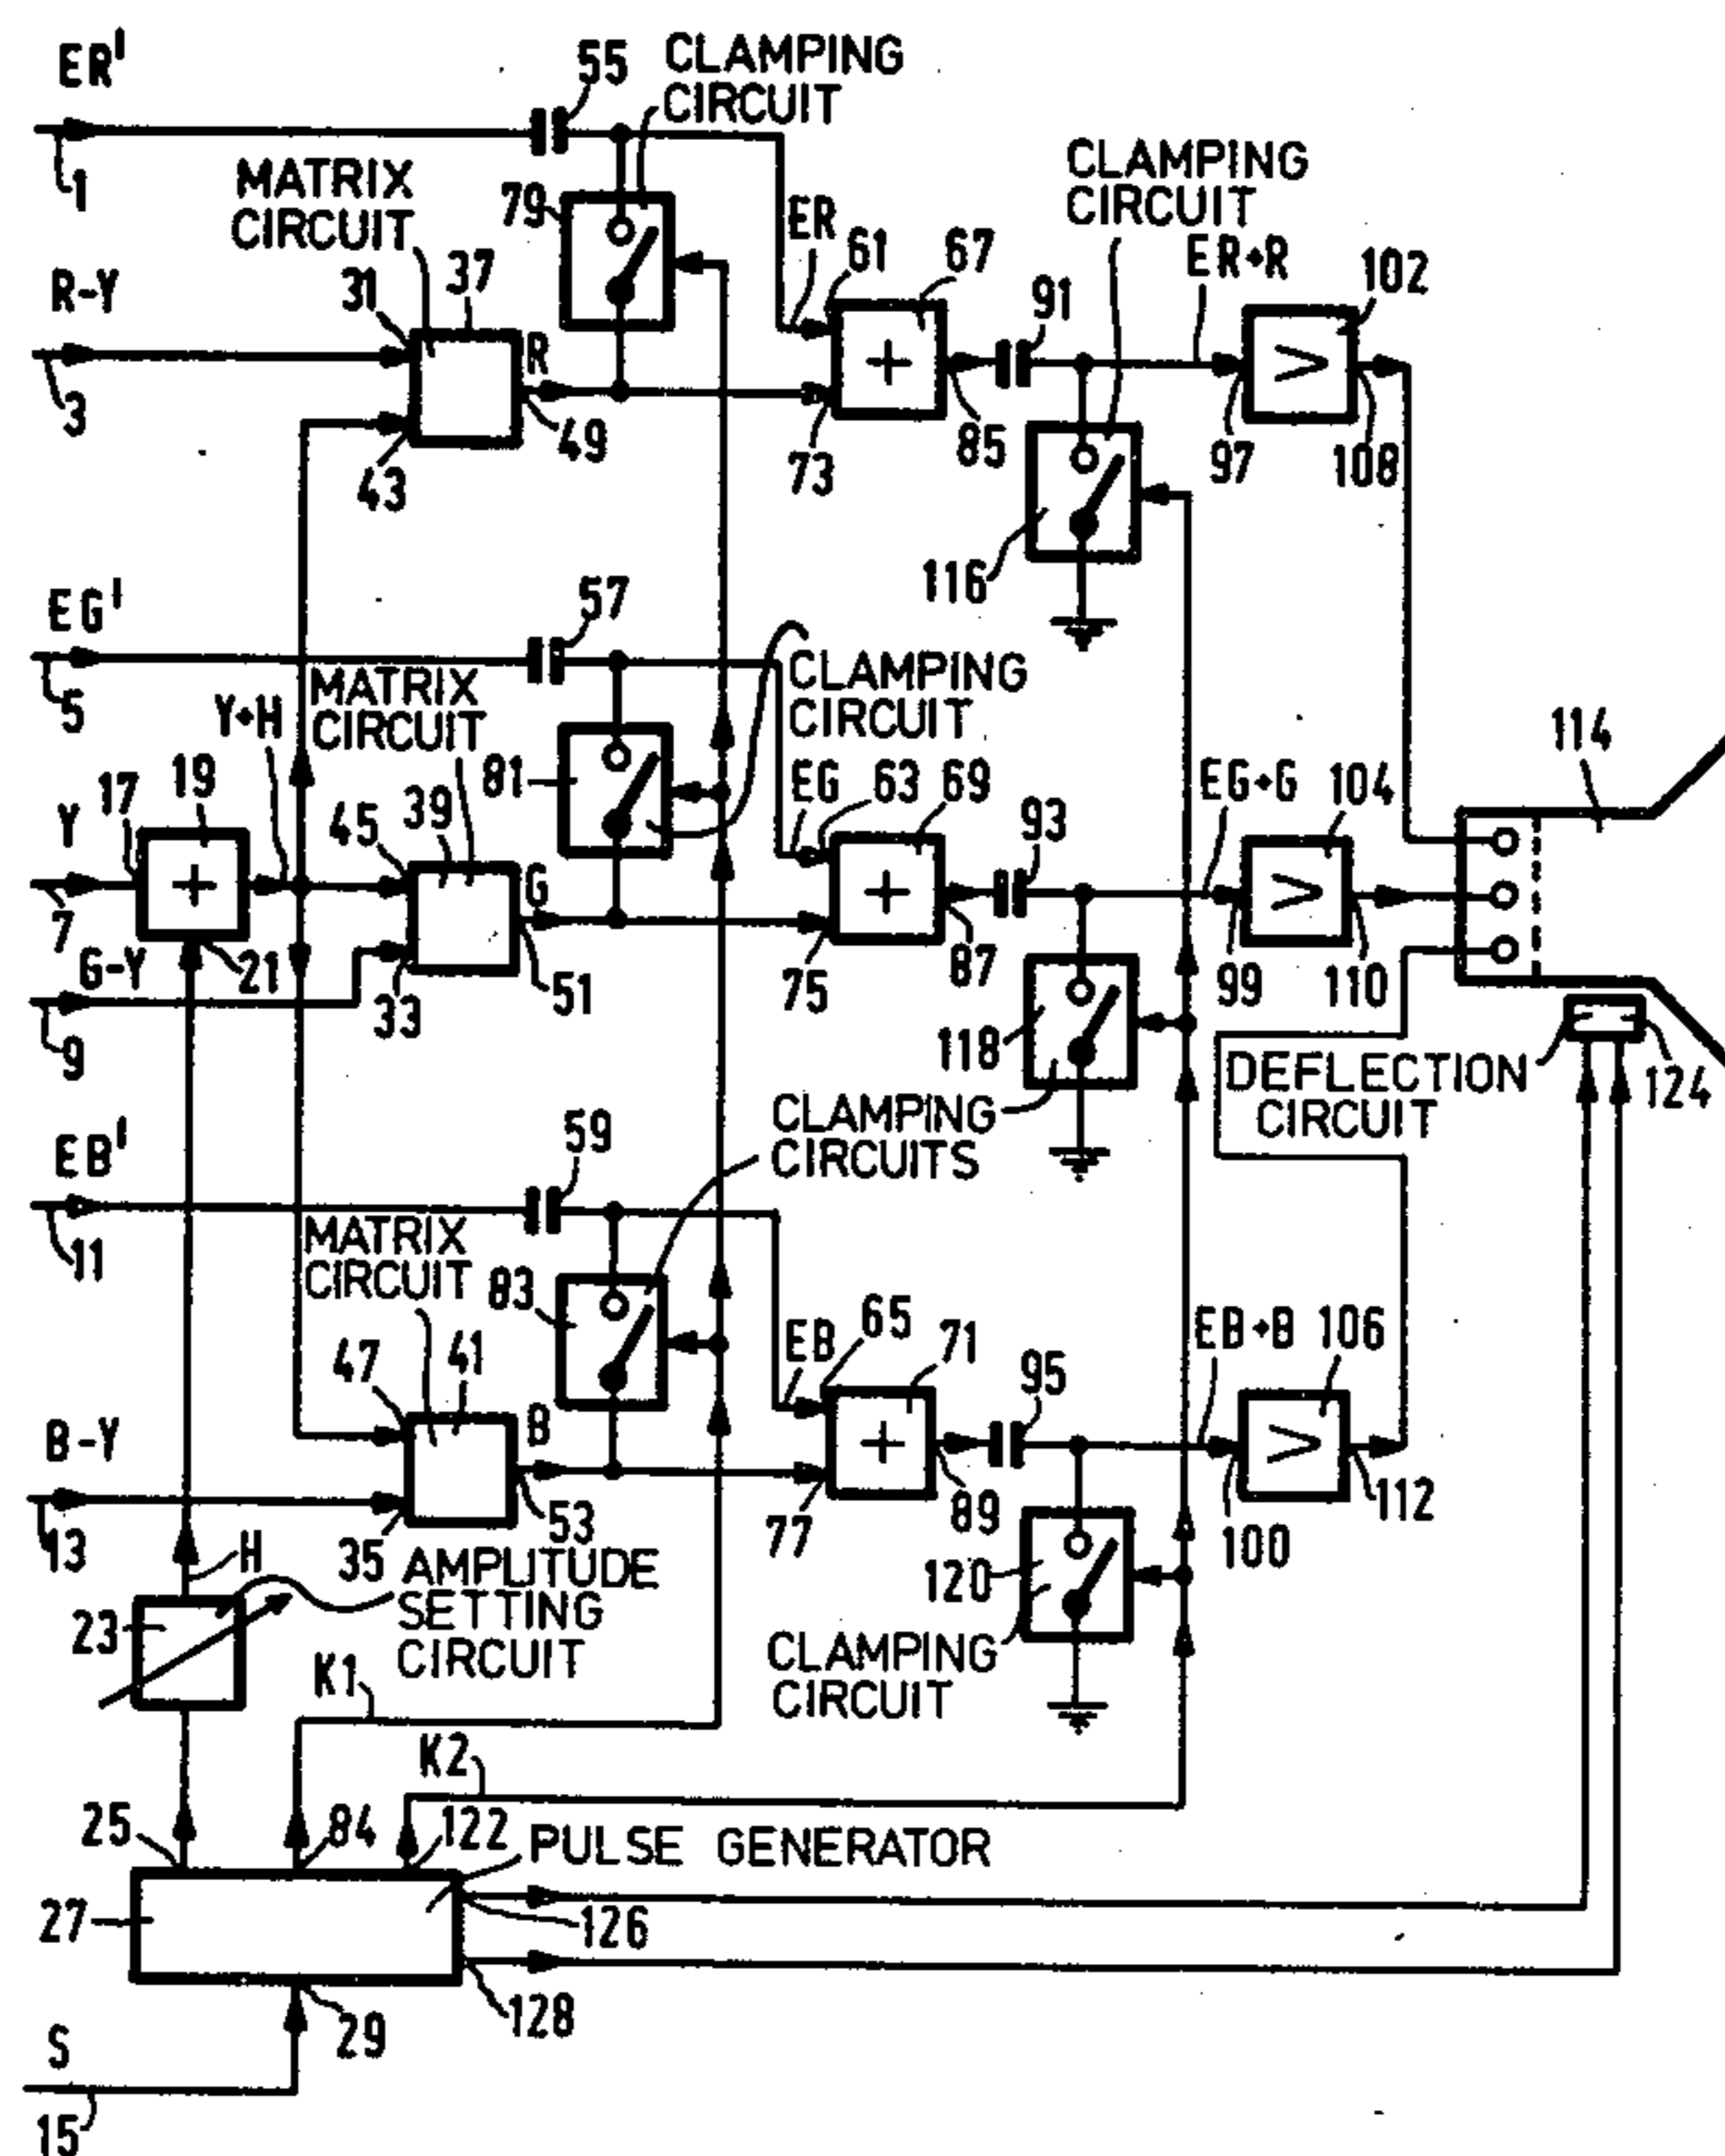 ER'
1
55
CLAMPING
CIRCUIT
MATRIX
CIRCUIT
79
CLAMPING
CIRCUIT
R-Y
3
31
37
43
R
49
ER
61
67
73
85
91
ER+R
97
102
108
116
EG'
5
57
MATRIX
CIRCUIT
Y+H
CLAMPING
CIRCUIT
114
Y
17
19
7
21
45
39
81
G
EG
63
69
93
EG+G
104
G-Y
9
33
51
75
87
99
110
118
DEFLECTION
CIRCUIT
124
EB'
11
59
CLAMPING
CIRCUITS
MATRIX
CIRCUIT
83
47
41
B
EB
65
71
95
EB+B
106
B-Y
13
35
53
77
89
100
112
120
H
AMPLITUDE
SETTING
CIRCUIT
23
CLAMPING
CIRCUIT
K1
K2
25
84
122
PULSE GENERATOR
27
126
128
29
S
15